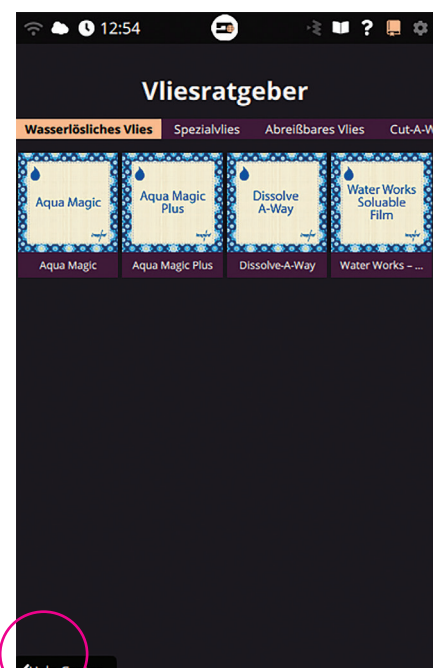 12:54
?
Vliesratgeber
Wasserlösliches Vlies Spezialvlies Abreißbares Vlies Cut-A-W
Aqua Magic
Aqua Magic
Plus
Dissolve
A-Way
Water Works
Soluable
Film
Aqua Magic Aqua Magic Plus Dissolve-A-Way Water Works – ...